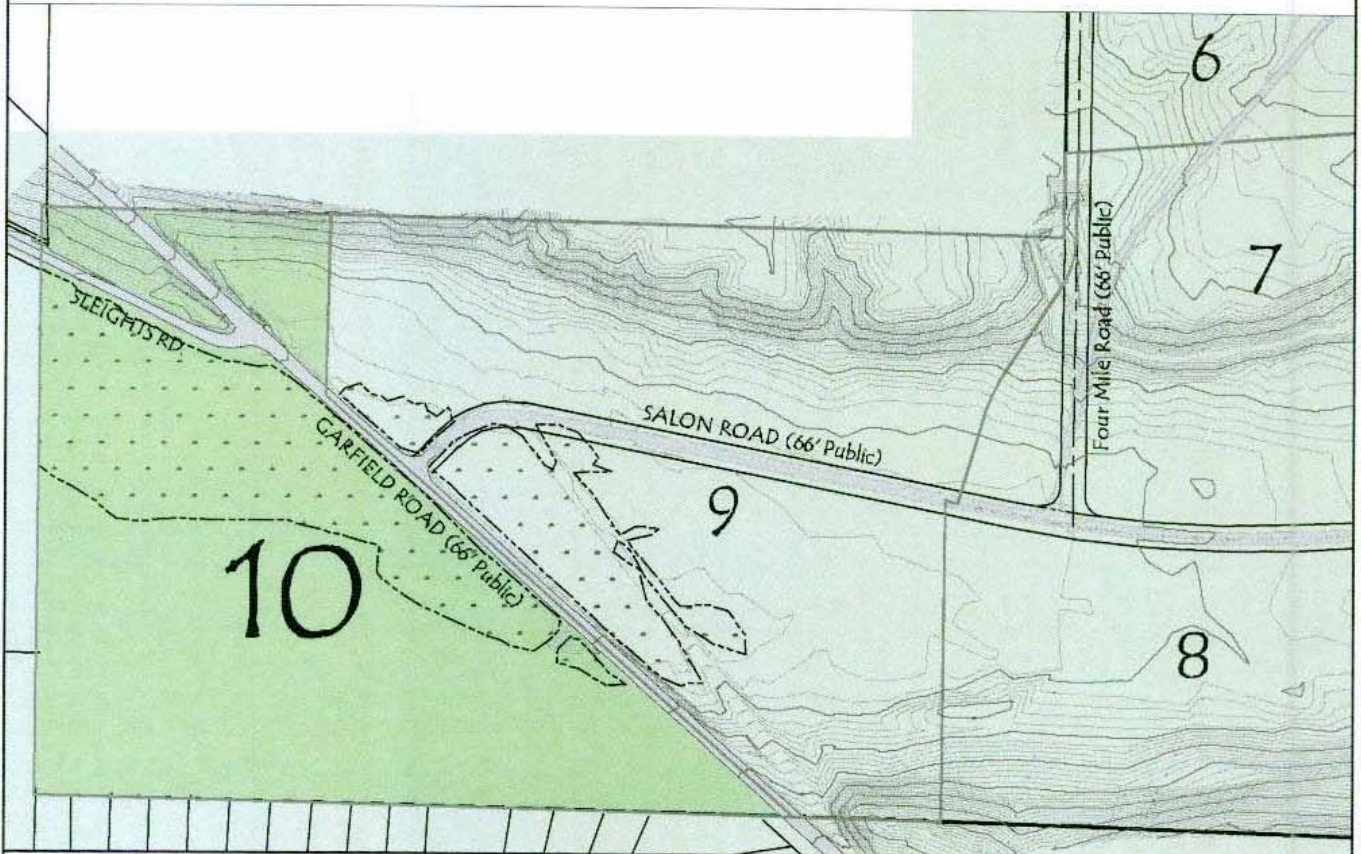 6
7
Four Mile Road (66' Public)
SLEIGHTS RD.
SALON ROAD (66' Public)
GARFIELD ROAD (66' Public)
9
10
8